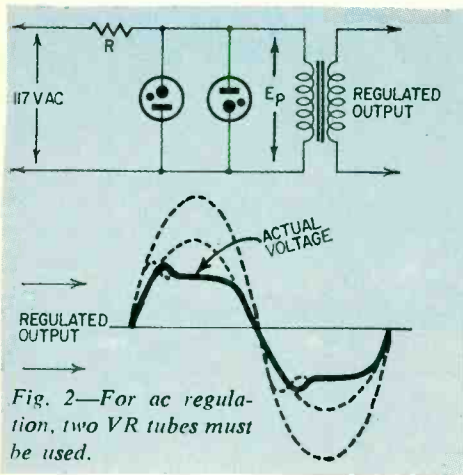 R
117 VAC
Ep
REGULATED
OUTPUT
ACTUAL
VOLTAGE
REGULATED
OUTPUT
Fig. 2—For ac regula-
tion, two VR tubes must
be used.